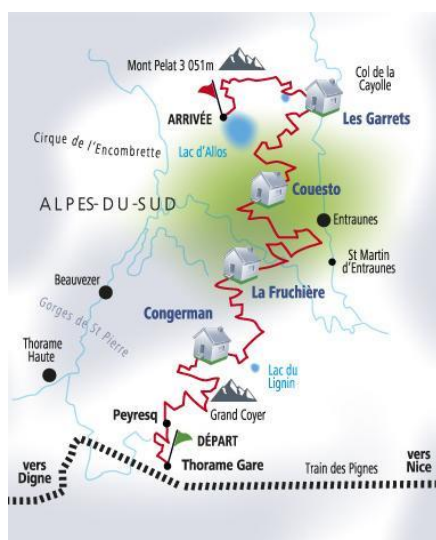 Mont Pelat 3 051m
Col de la
Cayolle
ARRIVÉE
Les Garrets
Cirque de l'Encombrette
Lac d'Allos
Couesto
ALPES-DU-SUD
Entraunes
St Martin
d'Entraunes
Beauvezer
La Fruchière
Gorges de St Pierre
Congerman
Thorame
Haute
Lac du
Lignin
Peyresq
Grand Coyer
DÉPART
vers
Digne
Thorame Gare
Train des Pignes
vers
Nice